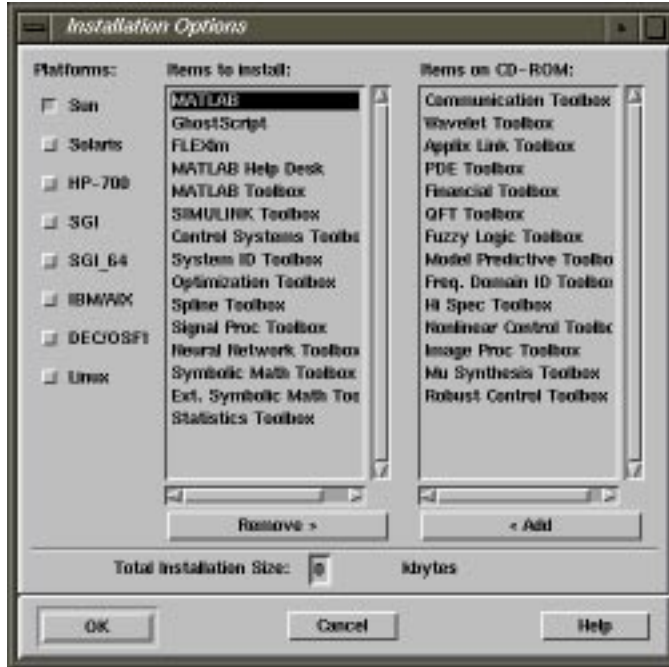 Installation Options
Platforms:
Sun
Solaris
HP-700
SGI
SGI_64
IBM/AIX
DEC/OSF1
Linux
Items to install:
MATLAB
GhostScript
FLEXlm
MATLAB Help Desk
MATLAB Toolbox
SIMULINK Toolbox
Control Systems Toolbo
System ID Toolbox
Optimization Toolbox
Spline Toolbox
Signal Proc Toolbox
Neural Network Toolbox
Symbolic Math Toolbox
Ext. Symbolic Math Too
Statistics Toolbox
Remove >
Items on CD-ROM:
Communication Toolbox
Wavelet Toolbox
Applix Link Toolbox
PDE Toolbox
Financial Toolbox
QFT Toolbox
Fuzzy Logic Toolbox
Model Predictive Toolbo
Freq. Domain ID Toolbox
Hi Spec Toolbox
Nonlinear Control Toolbo
Image Proc Toolbox
Mu Synthesis Toolbox
Robust Control Toolbox
< Add
Total Installation Size: 0 kbytes
OK
Cancel
Help